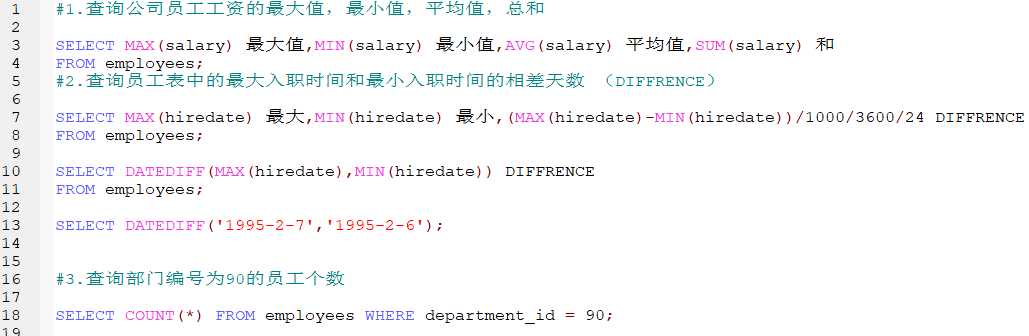 1 #1.查询公司员工工资的最大值，最小值，平均值，总和
2
3 SELECT MAX(salary) 最大值,MIN(salary) 最小值,AVG(salary) 平均值,SUM(salary) 和
4 FROM employees;
5 #2.查询员工表中的最大入职时间和最小入职时间的相差天数 （DIFFRENCE）
6
7 SELECT MAX(hiredate) 最大,MIN(hiredate) 最小,(MAX(hiredate)-MIN(hiredate))/1000/3600/24 DIFFRENCE
8 FROM employees;
9
10 SELECT DATEDIFF(MAX(hiredate),MIN(hiredate)) DIFFRENCE
11 FROM employees;
12
13 SELECT DATEDIFF('1995-2-7','1995-2-6');
14
15
16 #3.查询部门编号为90的员工个数
17
18 SELECT COUNT(*) FROM employees WHERE department_id = 90;
19